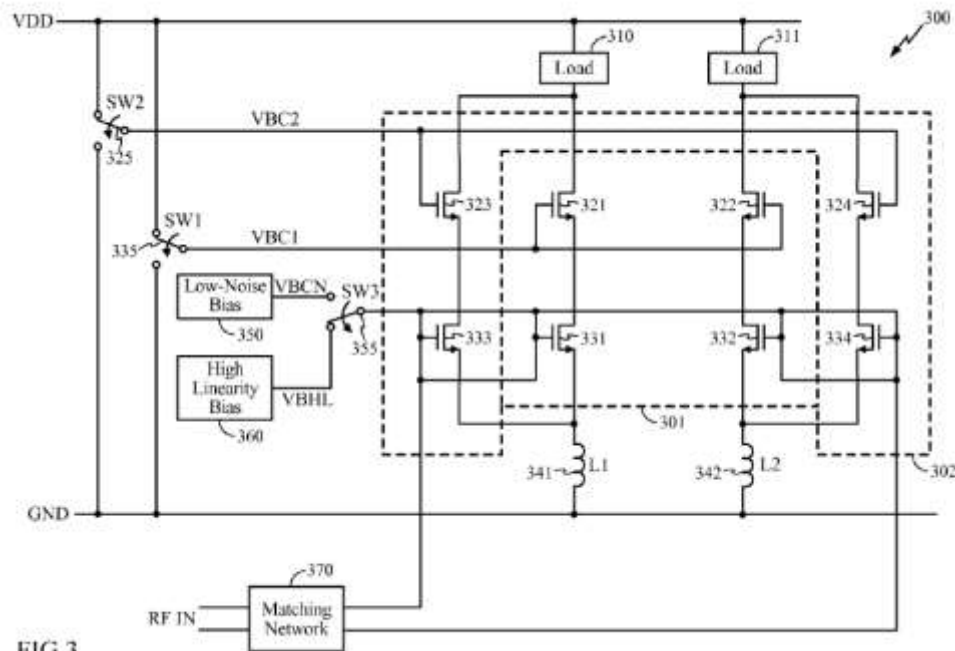 VDD
310
311
300
Load
Load
SW2
VBC2
325
323
321
322
324
SW1
335
VBC1
Low-Noise
Bias
VBCN
SW3
350
355
333
331
332
334
High
Linearity
Bias
VBHL
360
301
302
341
L1
342
L2
GND
370
RF IN
Matching
Network
FIG 3